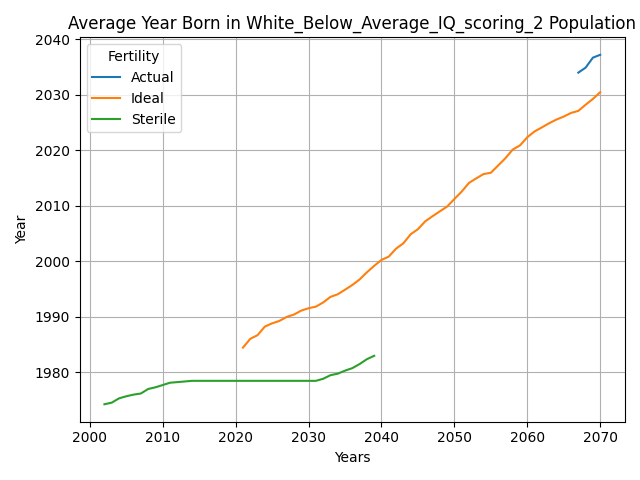 Average Year Born in White_Below_Average_IQ_scoring_2 Population
Fertility
Actual
Ideal
Sterile
2040
2030
2020
2010
2000
1990
1980
Year
2000 2010 2020 2030 2040 2050 2060 2070
Years